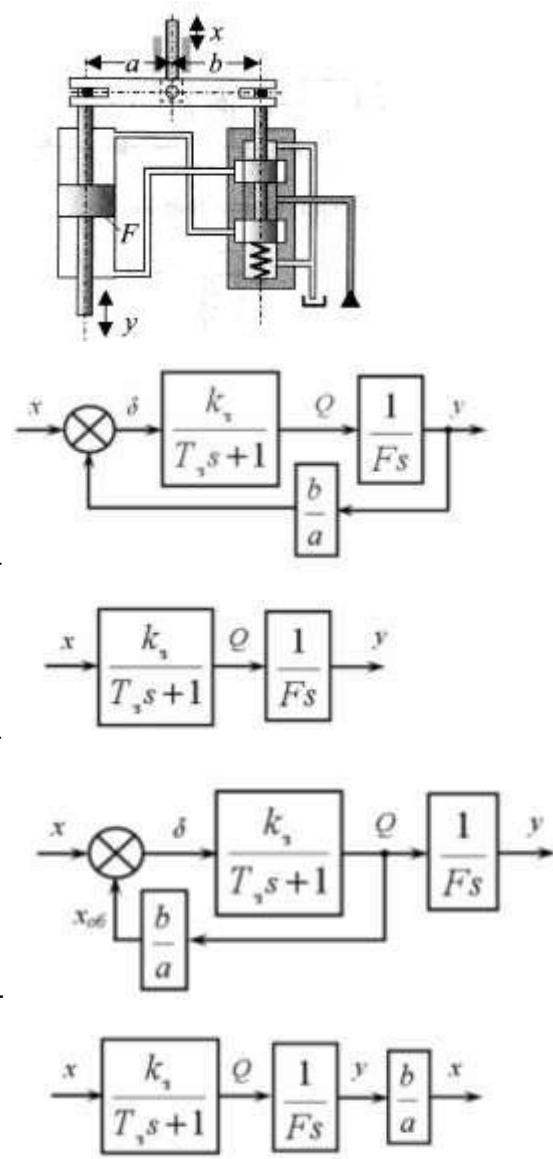 x
a b
F
y
x δ kз / Tзs+1 Q 1 / Fs y
b / a
x kз / Tзs+1 Q 1 / Fs y
x δ kз / Tзs+1 Q 1 / Fs y
xоб b / a
x kз / Tзs+1 Q 1 / Fs y b / a x